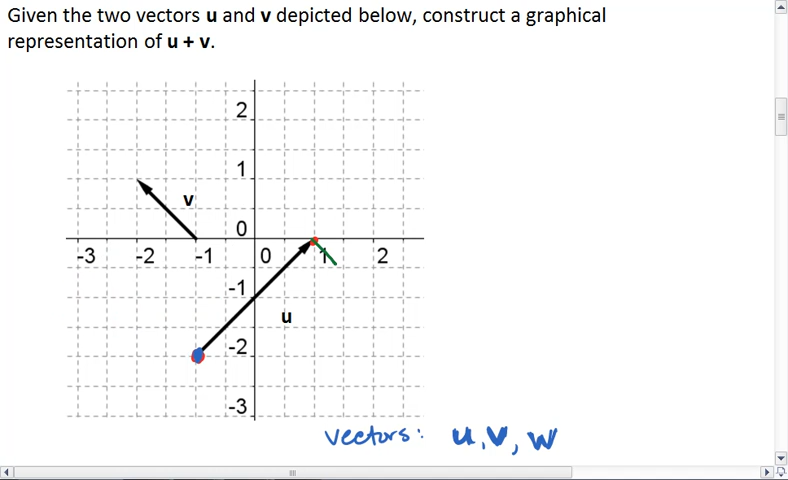 Given the two vectors u and v depicted below, construct a graphical
representation of u + v.
2
1
v
0
-3 -2 -1 0 1 2
-1
u
-2
-3
vectors: u, v, w